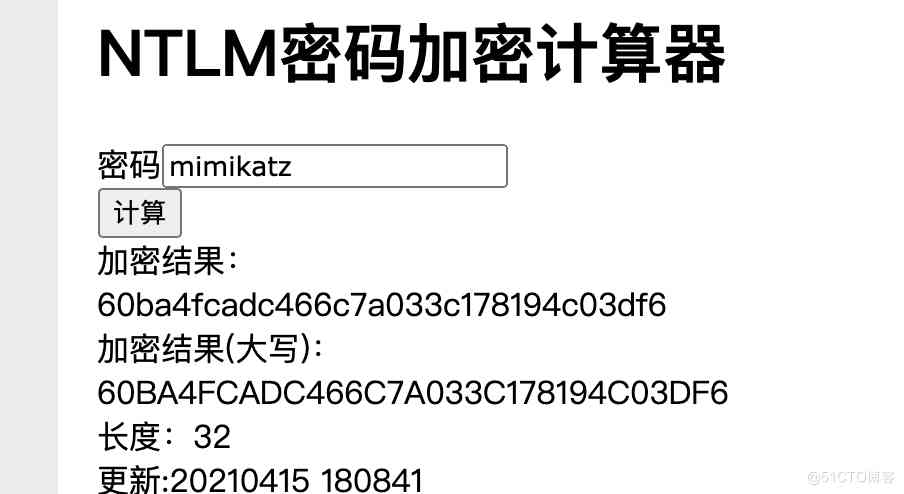 NTLM密码加密计算器
密码 mimikatz
计算
加密结果：
60ba4fcadc466c7a033c178194c03df6
加密结果(大写)：
60BA4FCADC466C7A033C178194C03DF6
长度：32
更新:20210415 180841
@51CTO博客